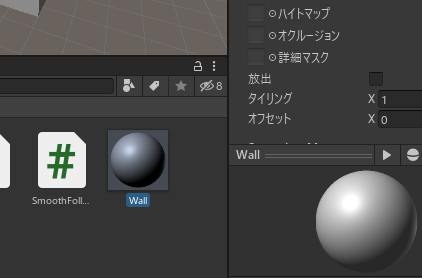 ハイトマップ
オクルージョン
詳細マスク
放出
タイリング X 1
オフセット X 0
8
SmoothFoll...
Wall
Wall